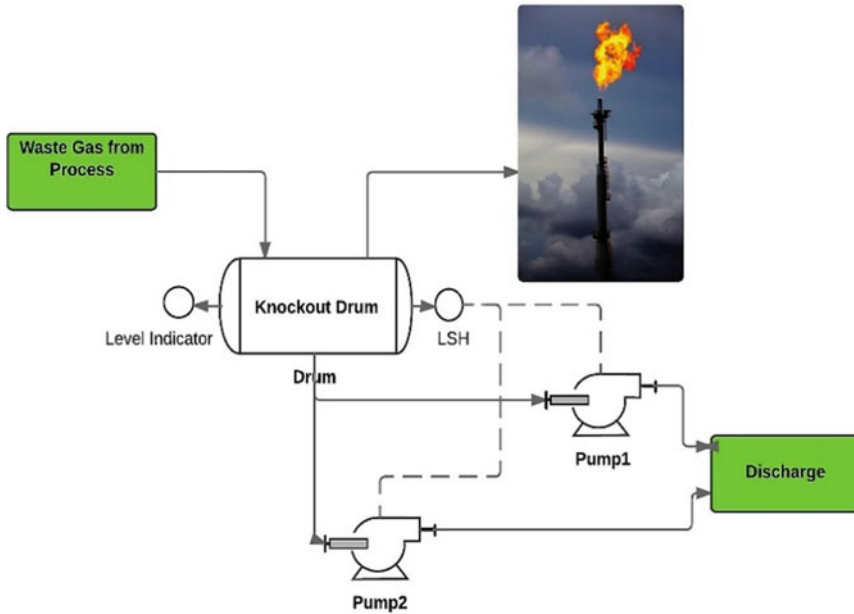 Waste Gas from
Process
Knockout Drum
Level Indicator
LSH
Drum
Pump1
Discharge
Pump2